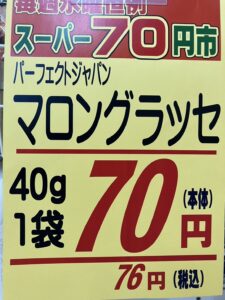 毎週水曜恒例
スーパー70円市
パーフェクトジャパン
マロングラッセ
40g
1袋
70円
(本体)
76円(税込)